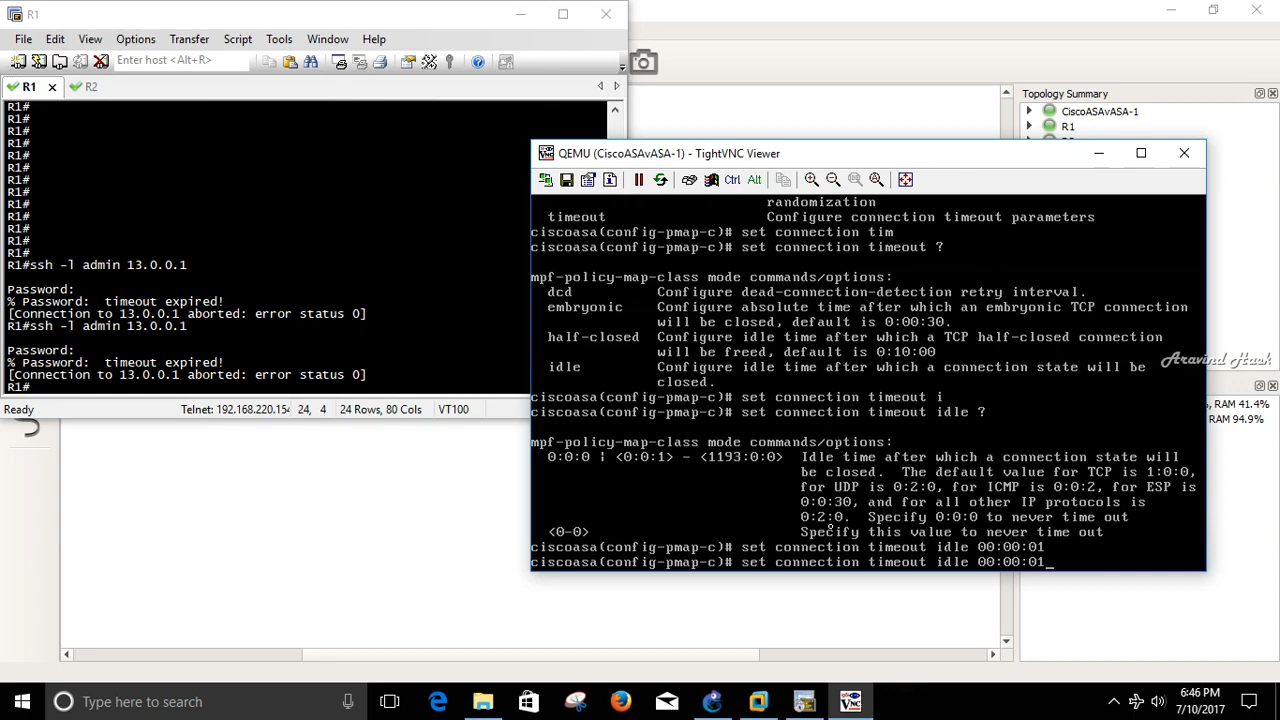 R1
File Edit View Options Transfer Script Tools Window Help
Enter host <Alt+R>
R1
R2
R1#
R1#
R1#
R1#
R1#
R1#
R1#
R1#
R1#
R1#
R1#
R1#
R1#
R1#ssh -l admin 13.0.0.1
Password:
% Password:  timeout expired!
[Connection to 13.0.0.1 aborted: error status 0]
R1#ssh -l admin 13.0.0.1
Password:
% Password:  timeout expired!
[Connection to 13.0.0.1 aborted: error status 0]
R1#
Ready Telnet: 192.168.220.154 24, 4 24 Rows, 80 Cols VT100
Topology Summary
CiscoASAvASA-1
R1
QEMU (CiscoASAvASA-1) - TightVNC Viewer
Ctrl Alt
randomization
timeout Configure connection timeout parameters
ciscoasa(config-pmap-c)# set connection tim
ciscoasa(config-pmap-c)# set connection timeout ?
mpf-policy-map-class mode commands/options:
dcd Configure dead-connection-detection retry interval.
embryonic Configure absolute time after which an embryonic TCP connection
will be closed, default is 0:00:30.
half-closed Configure idle time after which a TCP half-closed connection
will be freed, default is 0:10:00
idle Configure idle time after which a connection state will be
closed.
ciscoasa(config-pmap-c)# set connection timeout i
ciscoasa(config-pmap-c)# set connection timeout idle ?
mpf-policy-map-class mode commands/options:
0:0:0 | <0:0:1> - <1193:0:0> Idle time after which a connection state will
be closed.  The default value for TCP is 1:0:0,
for UDP is 0:2:0, for ICMP is 0:0:2, for ESP is
0:0:30, and for all other IP protocols is
0:2:0.  Specify 0:0:0 to never time out
<0-0> Specify this value to never time out
ciscoasa(config-pmap-c)# set connection timeout idle 00:00:01
ciscoasa(config-pmap-c)# set connection timeout idle 00:00:01_
Aravind Hask
, RAM 41.4%
RAM 94.9%
Type here to search
6:46 PM
7/10/2017